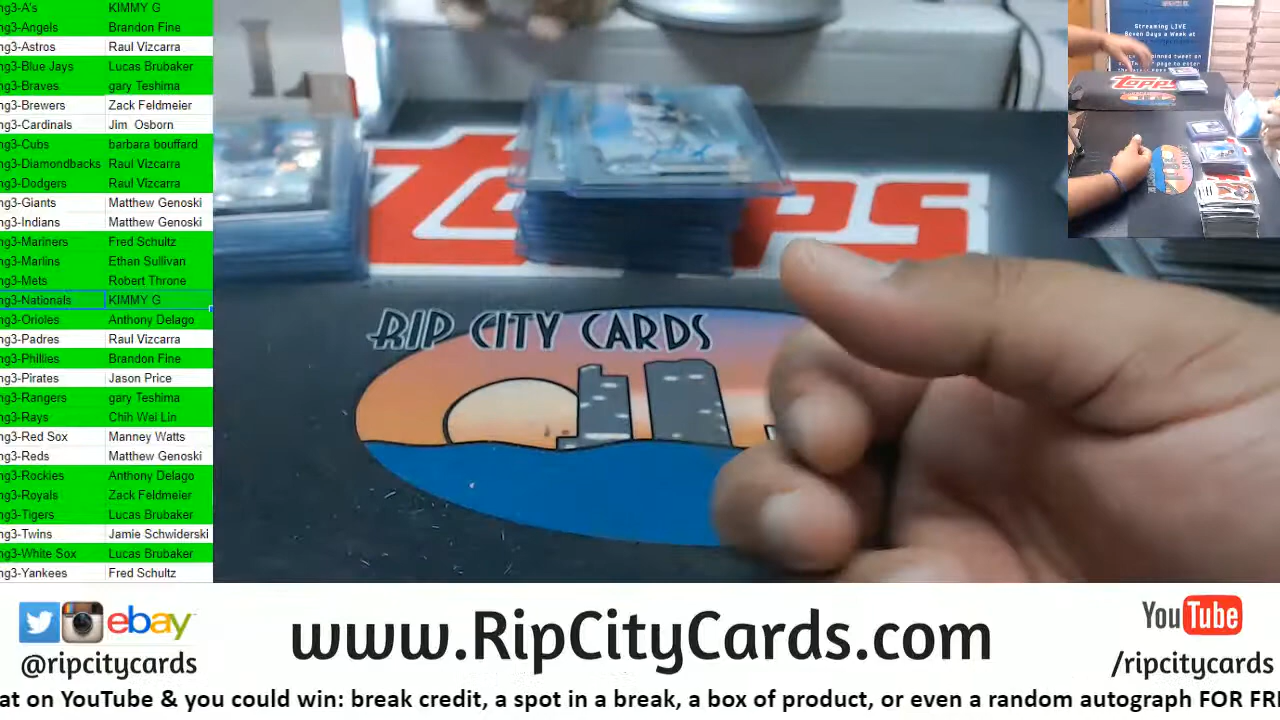 ng3-A's KIMMY G
ng3-Angels Brandon Fine
ng3-Astros Raul Vizcarra
ng3-Blue Jays Lucas Brubaker
ng3-Braves gary Teshima
ng3-Brewers Zack Feldmeier
ng3-Cardinals Jim Osborn
ng3-Cubs barbara bouffard
ng3-Diamondbacks Raul Vizcarra
ng3-Dodgers Raul Vizcarra
ng3-Giants Matthew Genoski
ng3-Indians Matthew Genoski
ng3-Mariners Fred Schultz
ng3-Marlins Ethan Sullivan
ng3-Mets Robert Throne
ng3-Nationals KIMMY G
ng3-Orioles Anthony Delago
ng3-Padres Raul Vizcarra
ng3-Phillies Brandon Fine
ng3-Pirates Jason Price
ng3-Rangers gary Teshima
ng3-Rays Chih Wei Lin
ng3-Red Sox Manney Watts
ng3-Reds Matthew Genoski
ng3-Rockies Anthony Delago
ng3-Royals Zack Feldmeier
ng3-Tigers Lucas Brubaker
ng3-Twins Jamie Schwiderski
ng3-White Sox Lucas Brubaker
ng3-Yankees Fred Schultz
topps
RIP CITY CARDS
Streaming LIVE
Seven Days a Week at
topps
ebay
@ripcitycards
www.RipCityCards.com
YouTube
/ripcitycards
at on YouTube & you could win: break credit, a spot in a break, a box of product, or even a random autograph FOR FRE